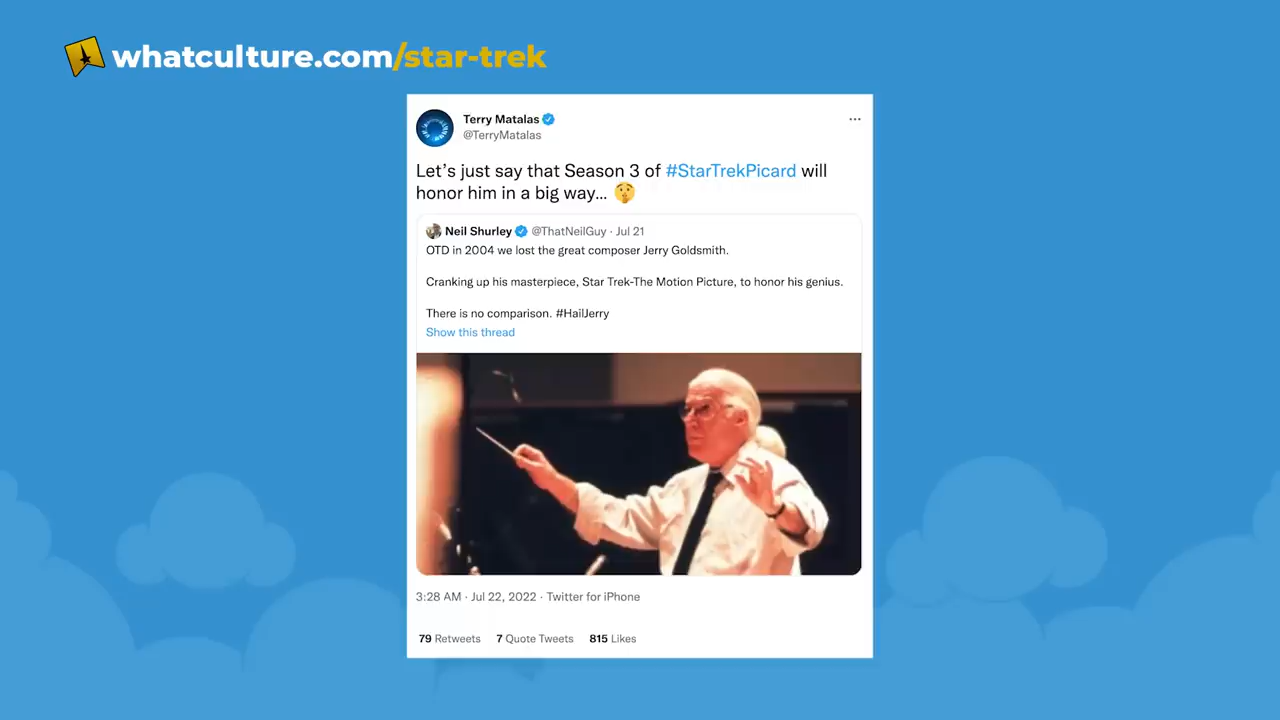 whatculture.com/star-trek
Terry Matalas
@TerryMatalas
Let's just say that Season 3 of #StarTrekPicard will
honor him in a big way... 🤫
Neil Shurley @ThatNeilGuy · Jul 21
OTD in 2004 we lost the great composer Jerry Goldsmith.
Cranking up his masterpiece, Star Trek-The Motion Picture, to honor his genius.
There is no comparison. #HailJerry
Show this thread
3:28 AM · Jul 22, 2022 · Twitter for iPhone
79 Retweets 7 Quote Tweets 815 Likes